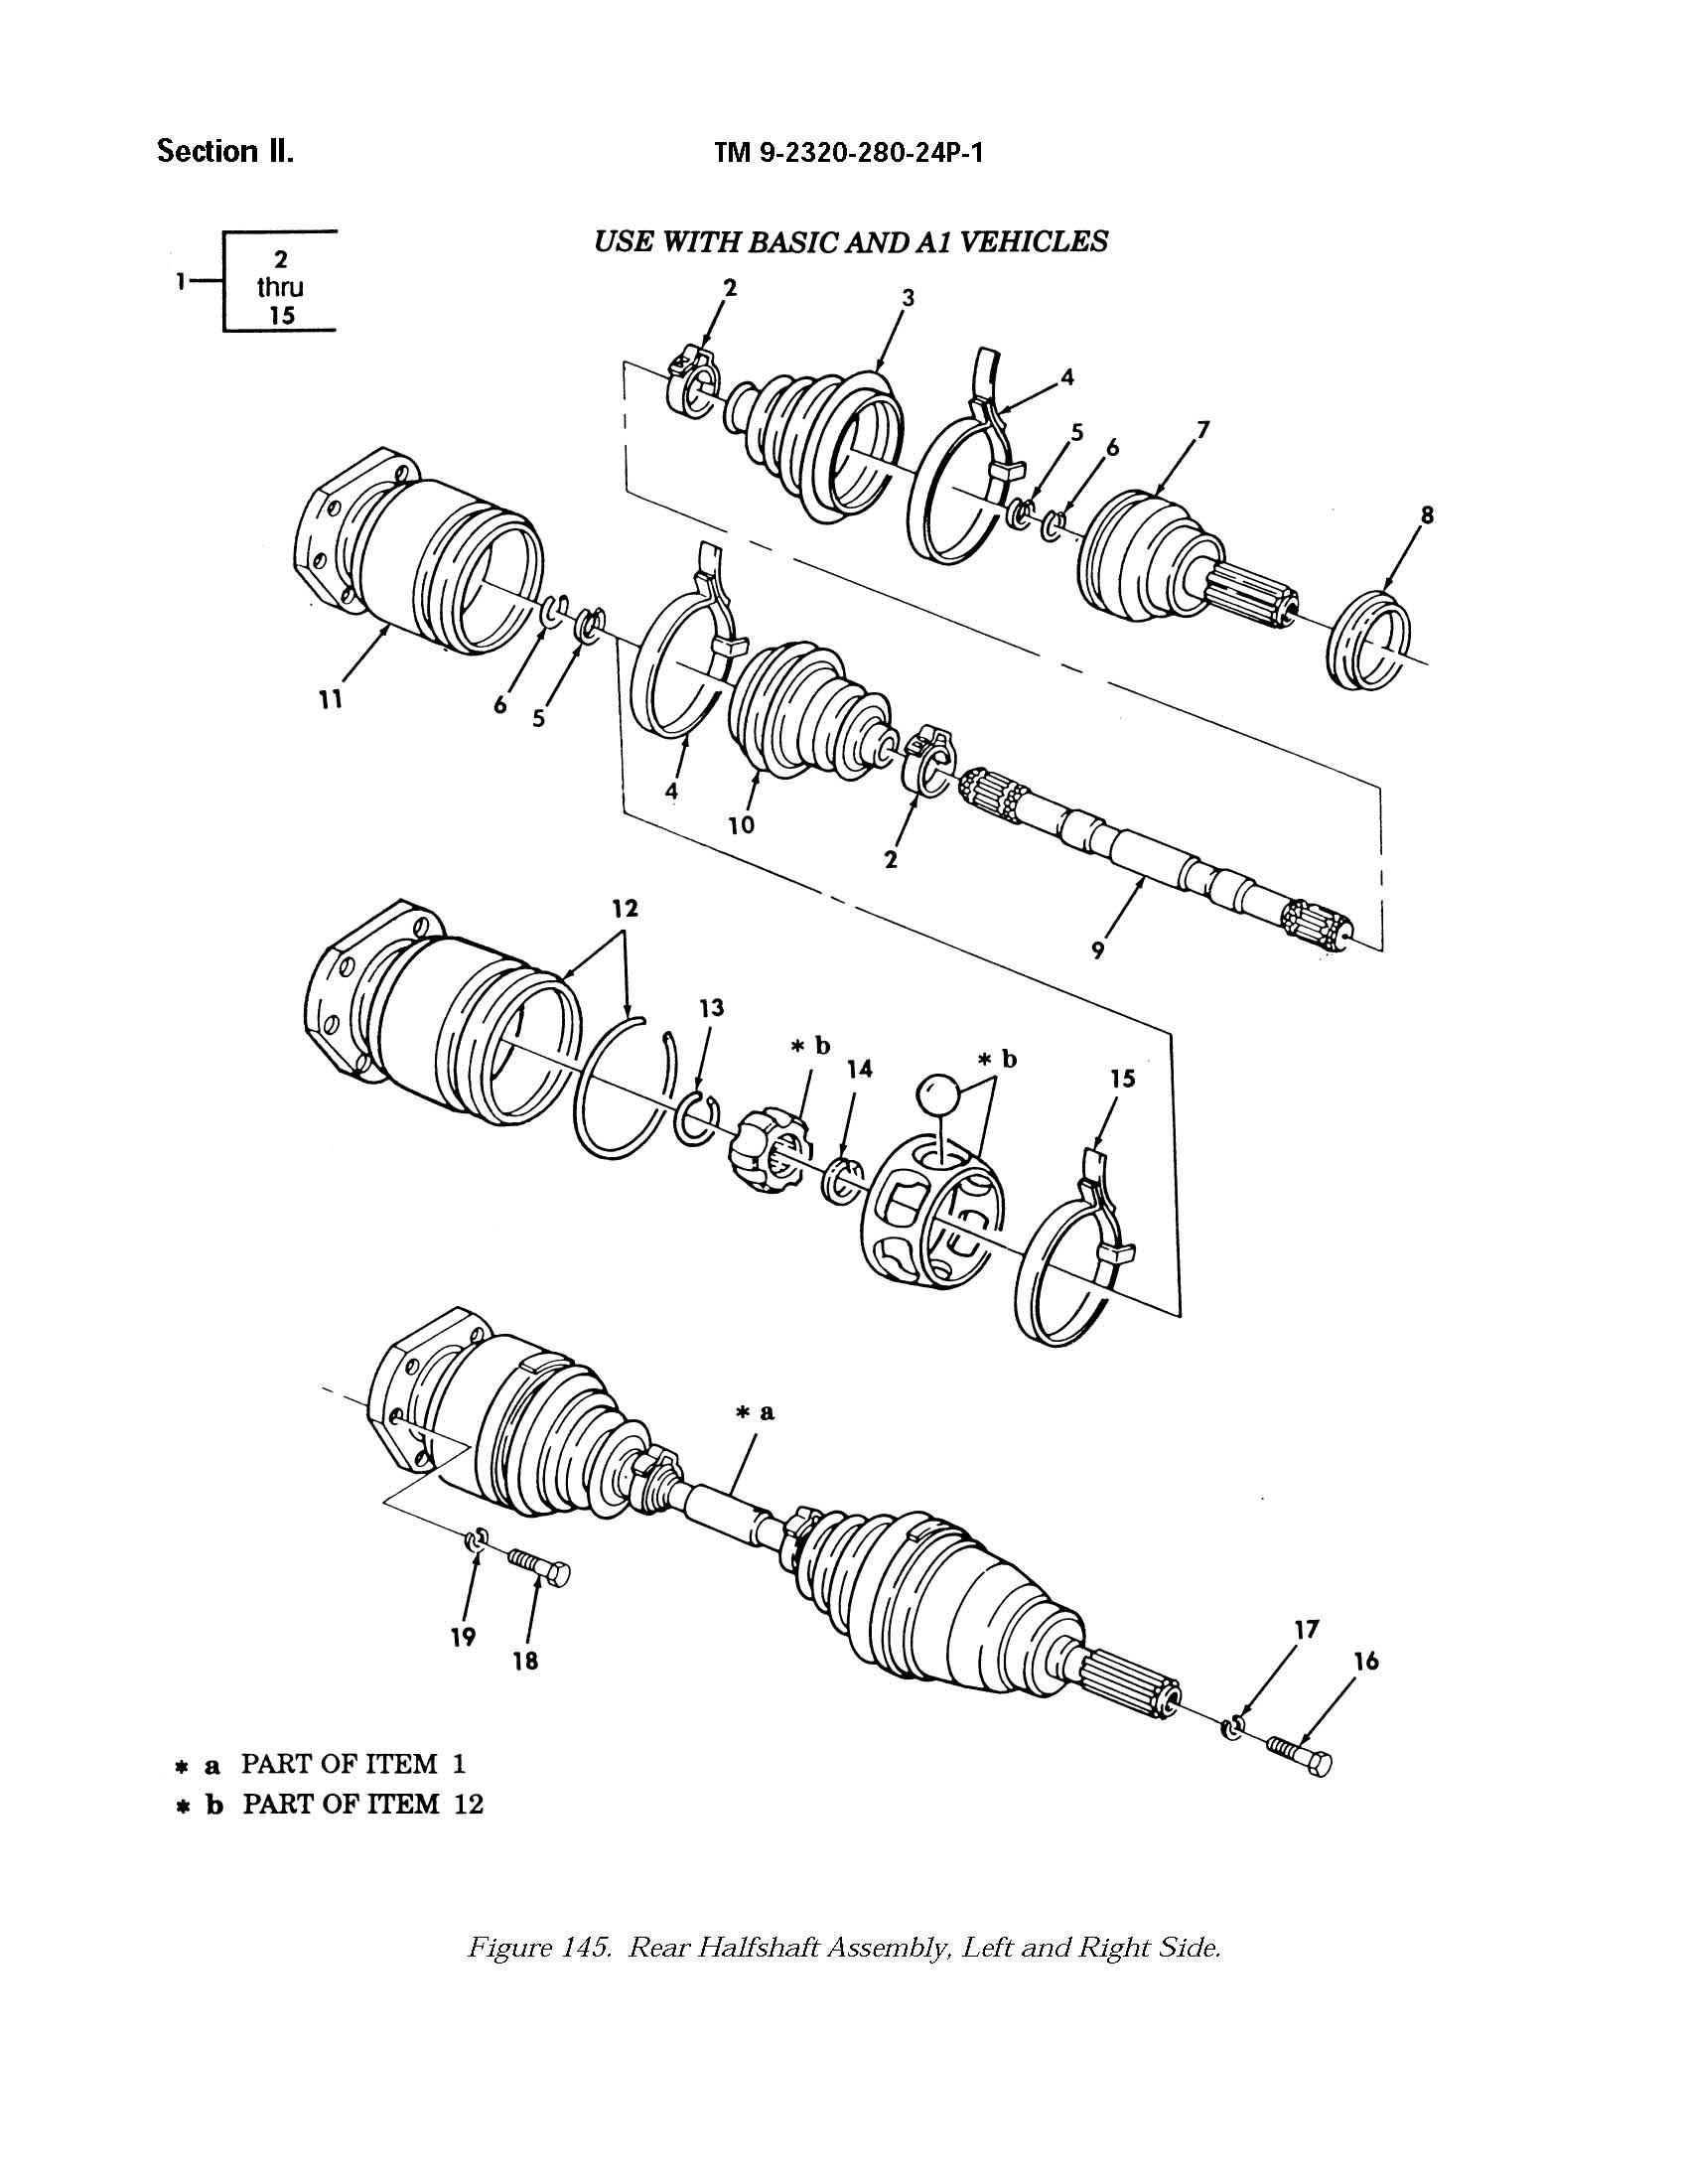 Section II.
TM 9-2320-280-24P-1
USE WITH BASIC AND A1 VEHICLES
1
2
thru
15
2
3
4
5
6
7
8
11
6
5
4
10
2
9
12
13
* b
14
* b
15
* a
19
18
17
16
* a PART OF ITEM 1
* b PART OF ITEM 12
Figure 145. Rear Halfshaft Assembly, Left and Right Side.